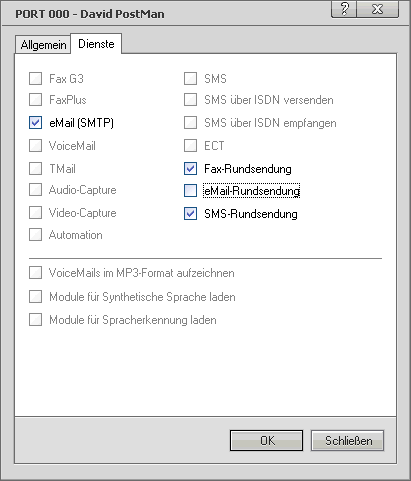 PORT 000 - David PostMan
Allgemein Dienste
Fax G3 SMS
FaxPlus SMS über ISDN versenden
eMail (SMTP) SMS über ISDN empfangen
VoiceMail ECT
TMail Fax-Rundsendung
Audio-Capture eMail-Rundsendung
Video-Capture SMS-Rundsendung
Automation
VoiceMails im MP3-Format aufzeichnen
Module für Synthetische Sprache laden
Module für Spracherkennung laden
OK Schließen